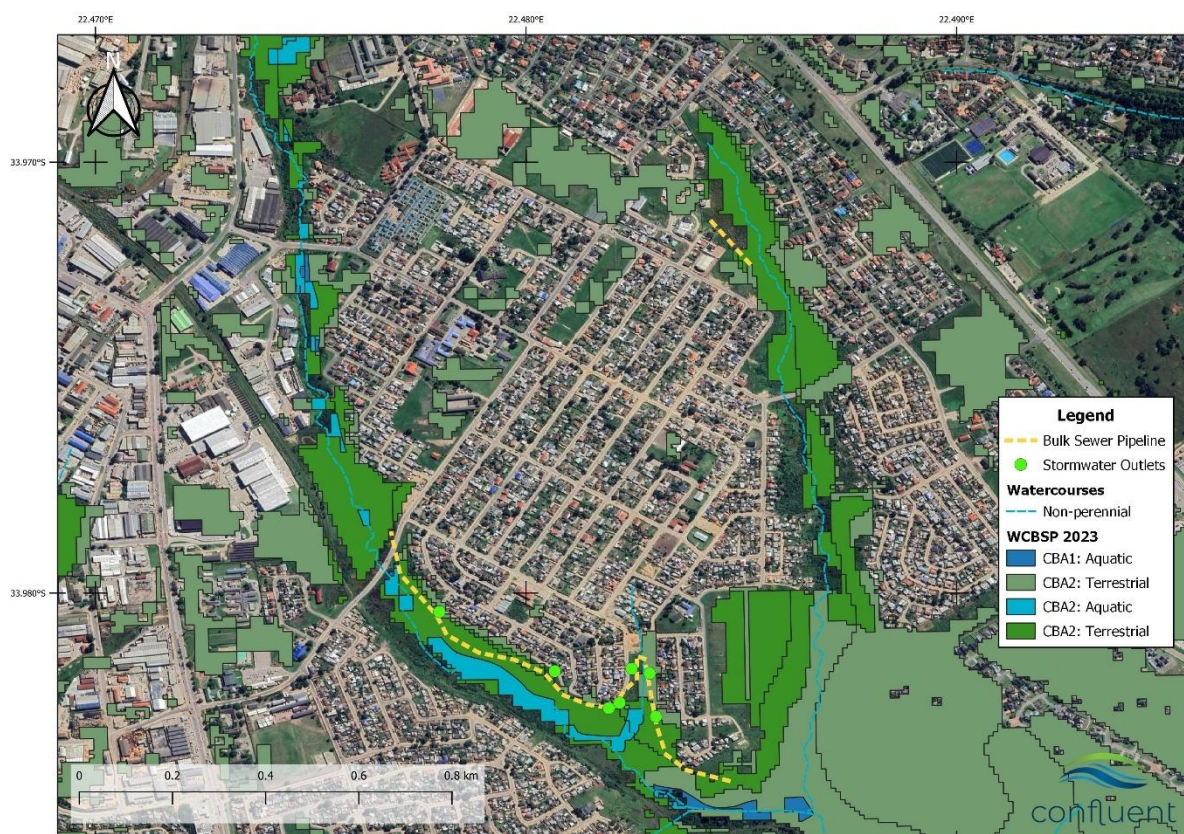 22.470°E
22.480°E
22.490°E
N
33.970°S
33.980°S
Legend
Bulk Sewer Pipeline
Stormwater Outlets
Watercourses
Non-perennial
WCBSP 2023
CBA1: Aquatic
CBA2: Terrestrial
CBA2: Aquatic
CBA2: Terrestrial
0 0.2 0.4 0.6 0.8 km
confluent